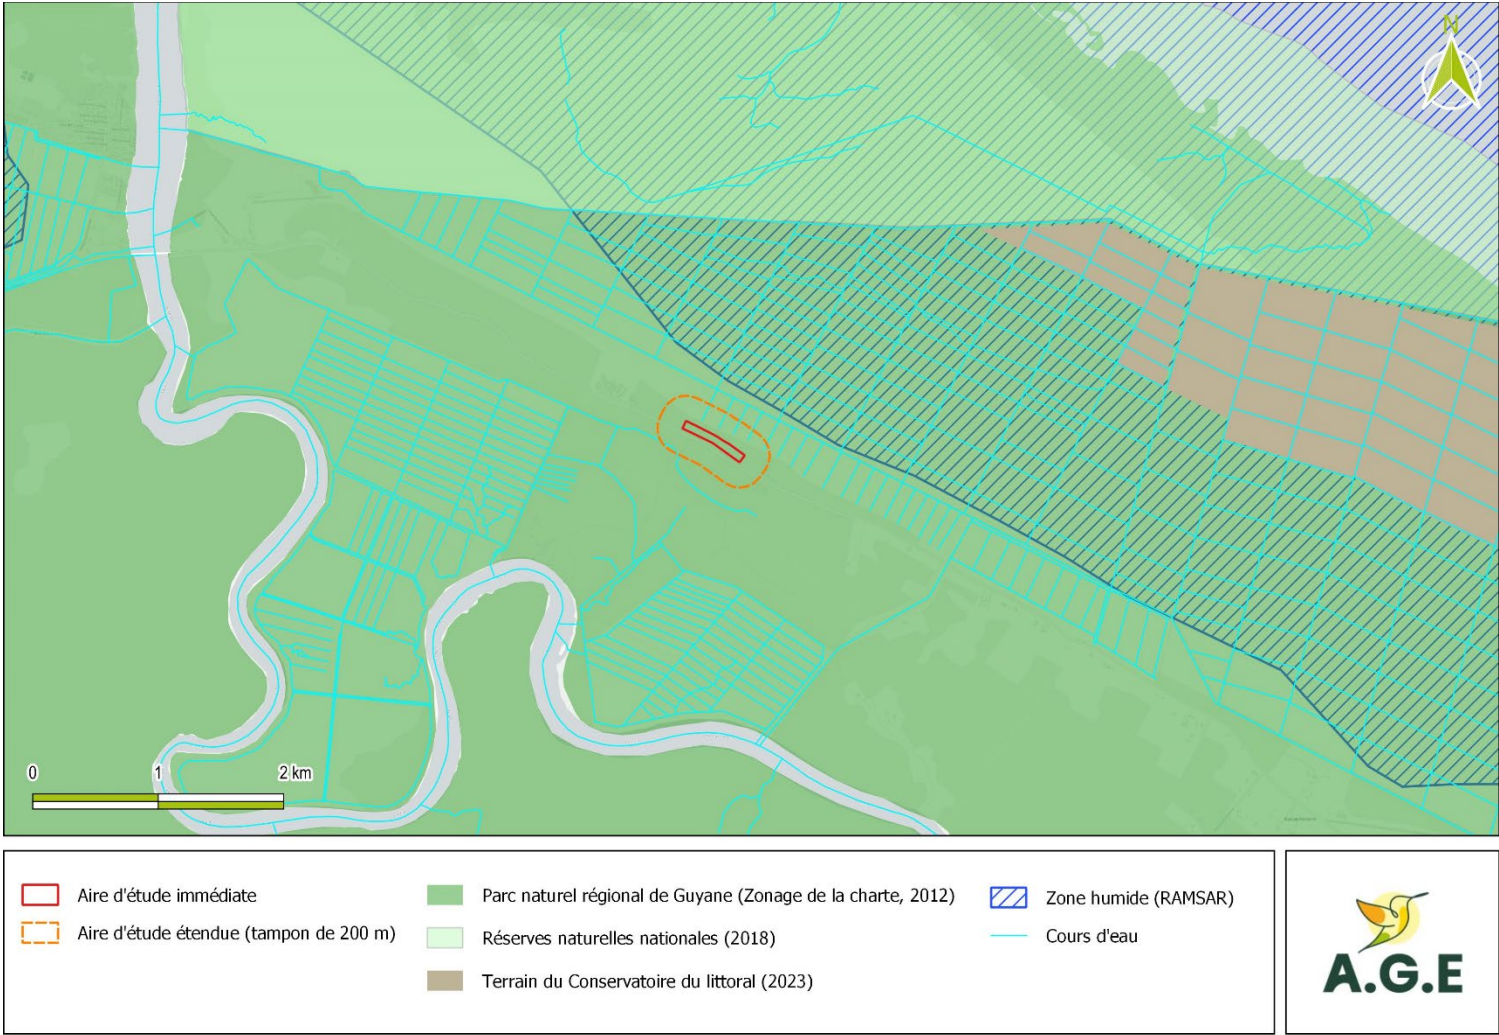 N
0 1 2 km
Aire d'étude immédiate
Aire d'étude étendue (tampon de 200 m)
Parc naturel régional de Guyane (Zonage de la charte, 2012)
Réserves naturelles nationales (2018)
Terrain du Conservatoire du littoral (2023)
Zone humide (RAMSAR)
Cours d'eau
A.G.E